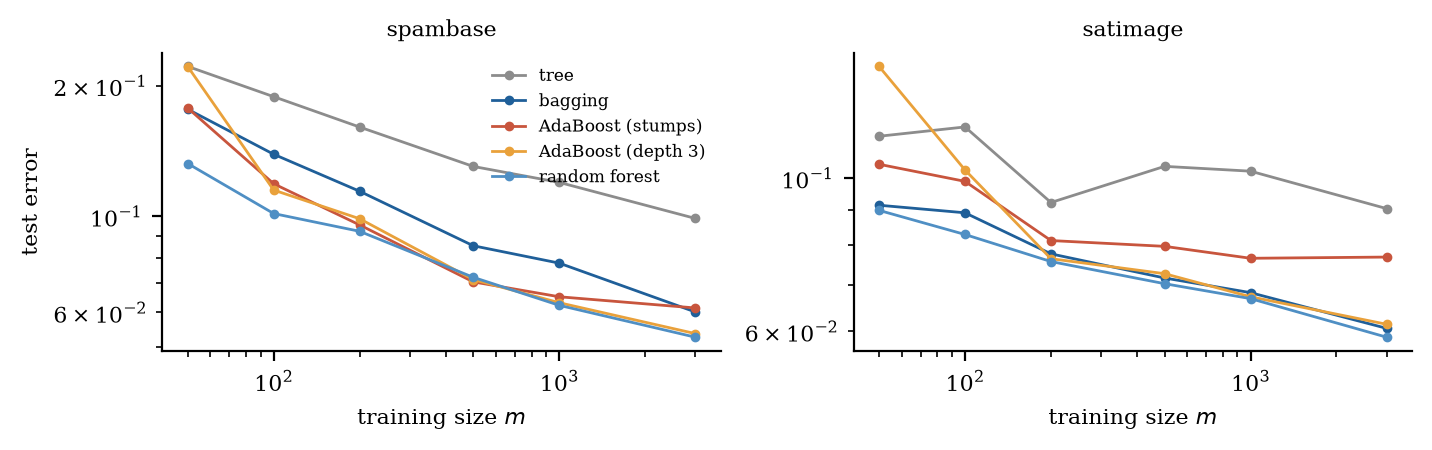 spambase
2 × 10⁻¹
10⁻¹
6 × 10⁻²
test error
10²
10³
training size m
tree
bagging
AdaBoost (stumps)
AdaBoost (depth 3)
random forest
satimage
10⁻¹
6 × 10⁻²
10²
10³
training size m